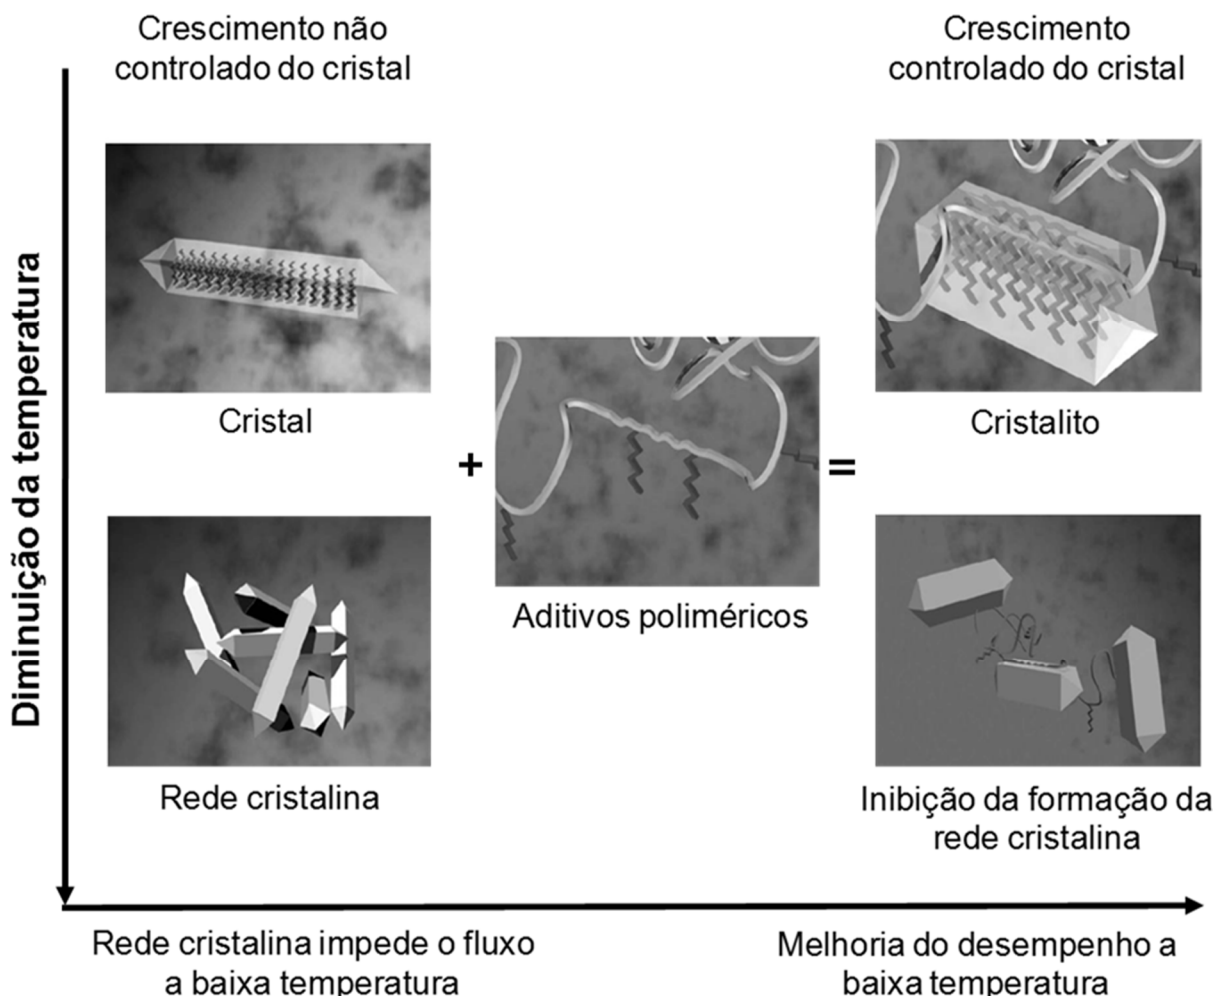 Crescimento não
controlado do cristal
Crescimento
controlado do cristal
Diminuição da temperatura
Cristal
Cristalito
+
=
Aditivos poliméricos
Rede cristalina
Inibição da formação da
rede cristalina
Rede cristalina impede o fluxo
a baixa temperatura
Melhoria do desempenho a
baixa temperatura